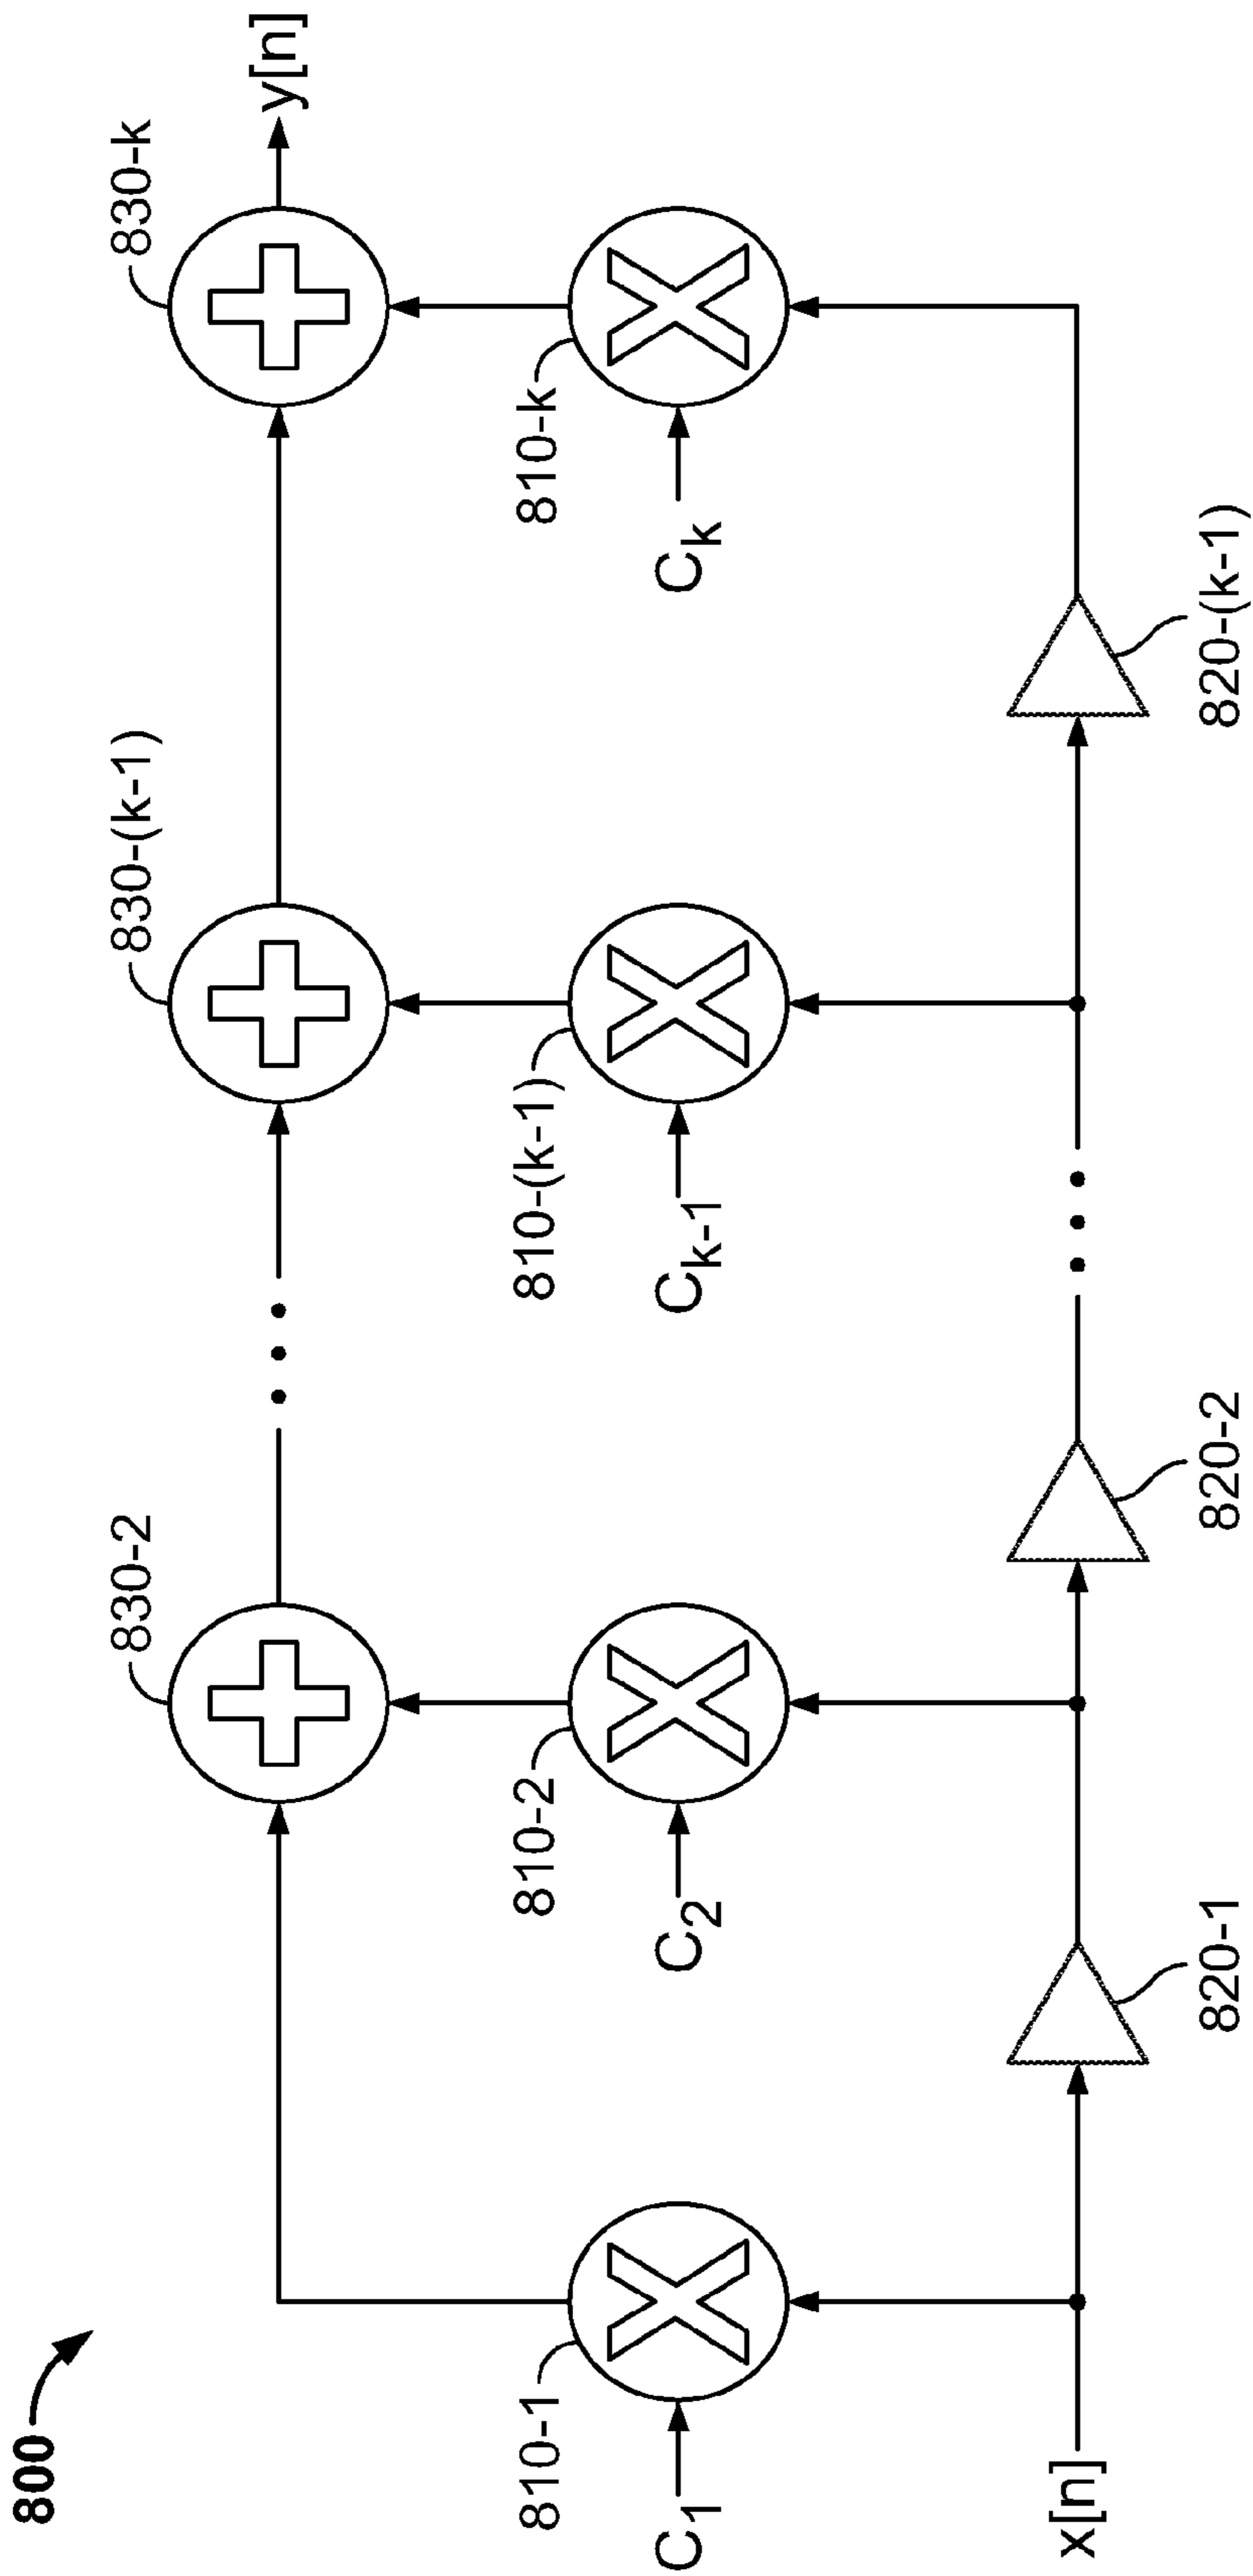 800
830-2
830-(k-1)
830-k
y[n]
810-1
810-2
810-(k-1)
810-k
C1
C2
Ck-1
Ck
x[n]
820-1
820-2
820-(k-1)